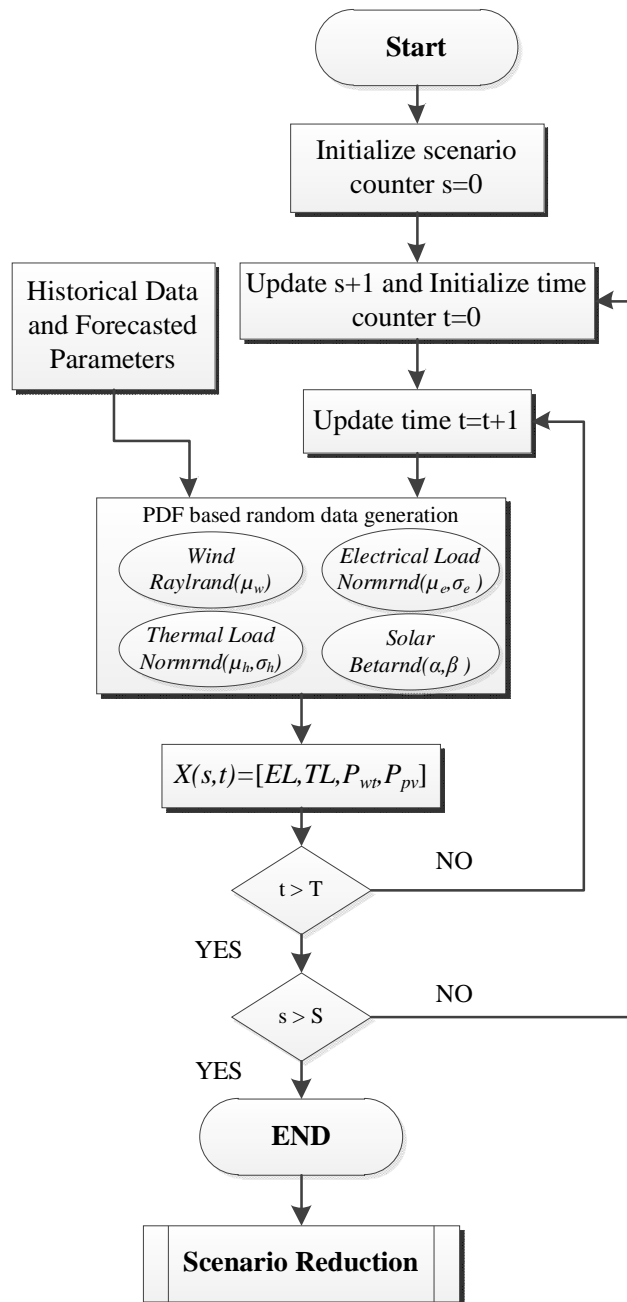 Start
Initialize scenario
counter s=0
Update s+1 and Initialize time
counter t=0
Historical Data
and Forecasted
Parameters
Update time t=t+1
PDF based random data generation
Wind
Raylrand(μw)
Electrical Load
Normrnd(μe,σe )
Thermal Load
Normrnd(μh,σh)
Solar
Betarnd(α,β )
X(s,t)=[EL,TL,Pwt,Ppv]
t > T
NO
YES
s > S
NO
YES
END
Scenario Reduction